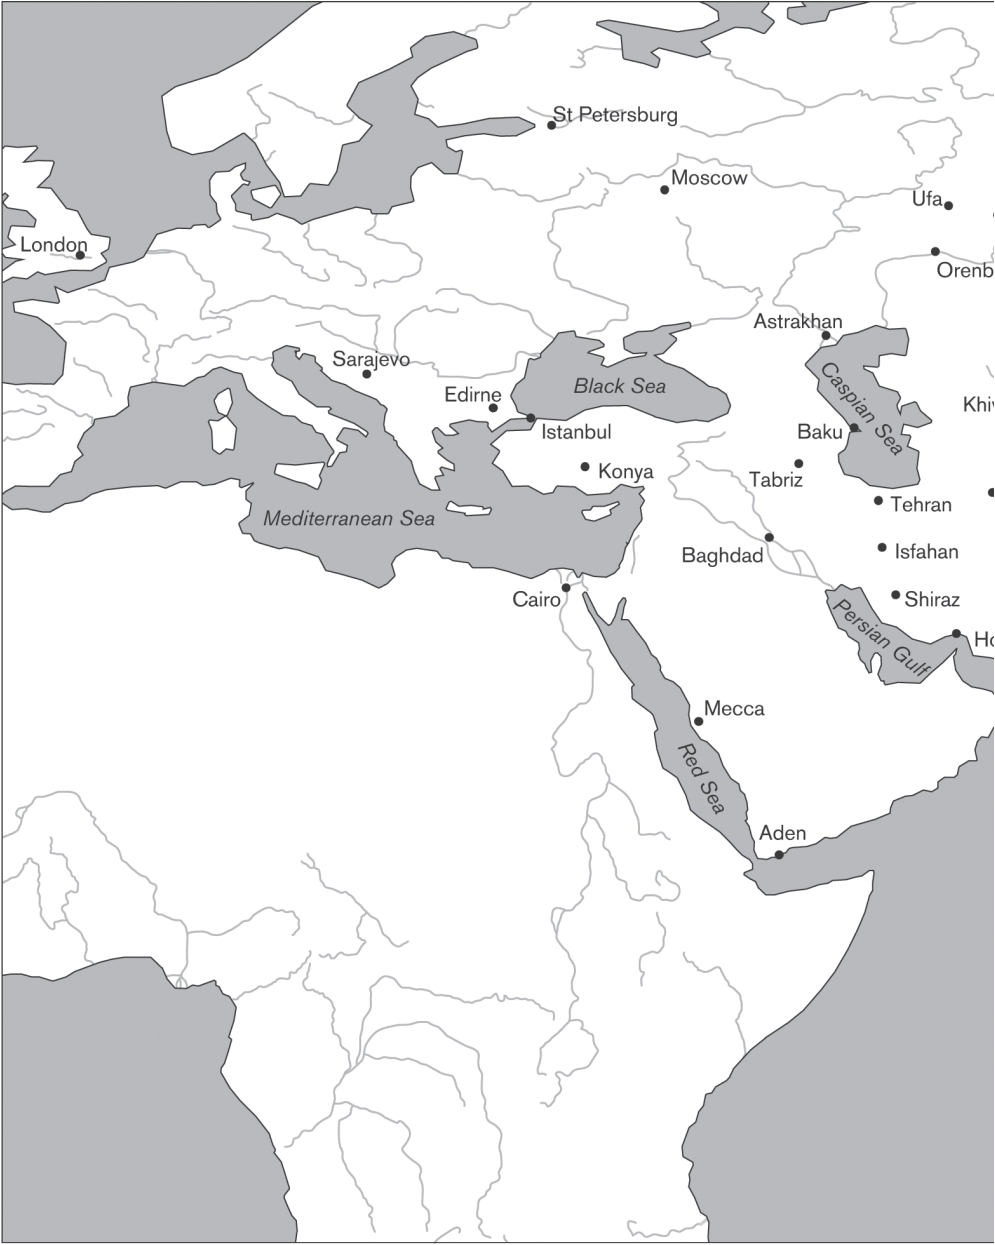 St Petersburg
Moscow
Ufa
London
Orenb
Astrakhan
Sarajevo
Caspian Sea
Black Sea
Edirne
Khiv
Istanbul
Baku
Konya
Tabriz
Tehran
Mediterranean Sea
Baghdad
Isfahan
Cairo
Shiraz
Persian Gulf
Ho
Mecca
Red Sea
Aden